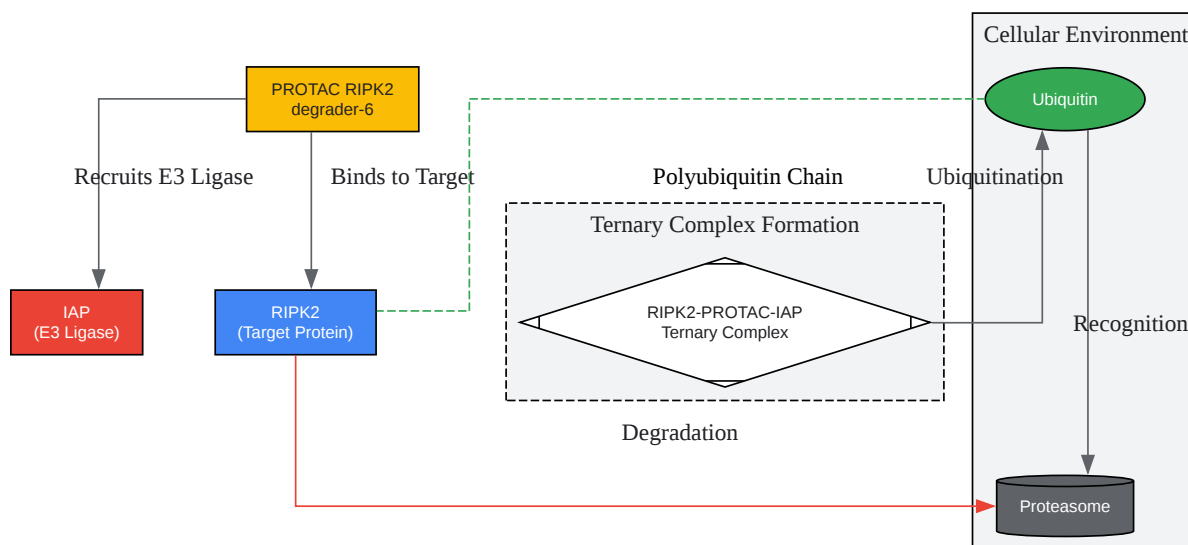 Cellular Environment
PROTAC RIPK2
degrader-6
Ubiquitin
Recruits E3 Ligase
Binds to Target
Polyubiquitin Chain
Ubiquitination
Ternary Complex Formation
IAP
(E3 Ligase)
RIPK2
(Target Protein)
RIPK2-PROTAC-IAP
Ternary Complex
Recognition
Degradation
Proteasome